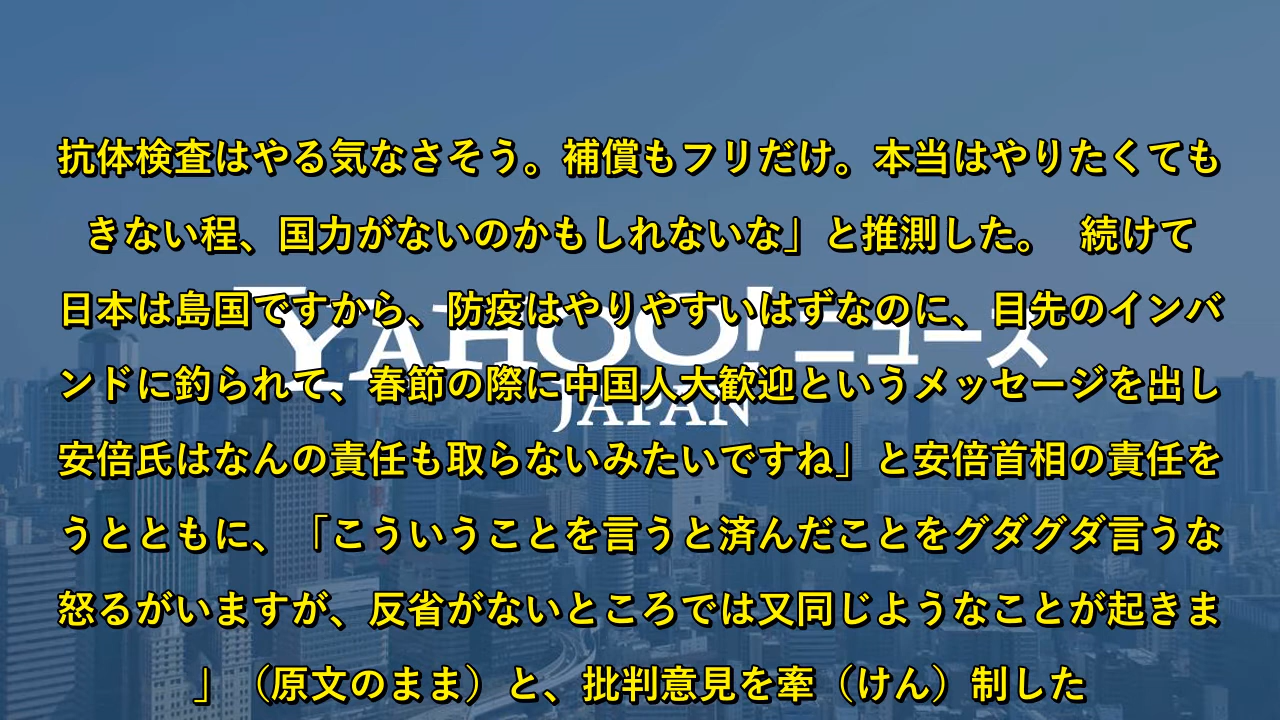 抗体検査はやる気なさそう。補償もフリだけ。本当はやりたくても
きない程、国力がないのかもしれないな」と推測した。　続けて
日本は島国ですから、防疫はやりやすいはずなのに、目先のインバ
ンドに釣られて、春節の際に中国人大歓迎というメッセージを出し
安倍氏はなんの責任も取らないみたいですね」と安倍首相の責任を
うとともに、「こういうことを言うと済んだことをグダグダ言うな
怒るがいますが、反省がないところでは又同じようなことが起きま
」（原文のまま）と、批判意見を牽（けん）制した
YAHOO!ニュース
JAPAN